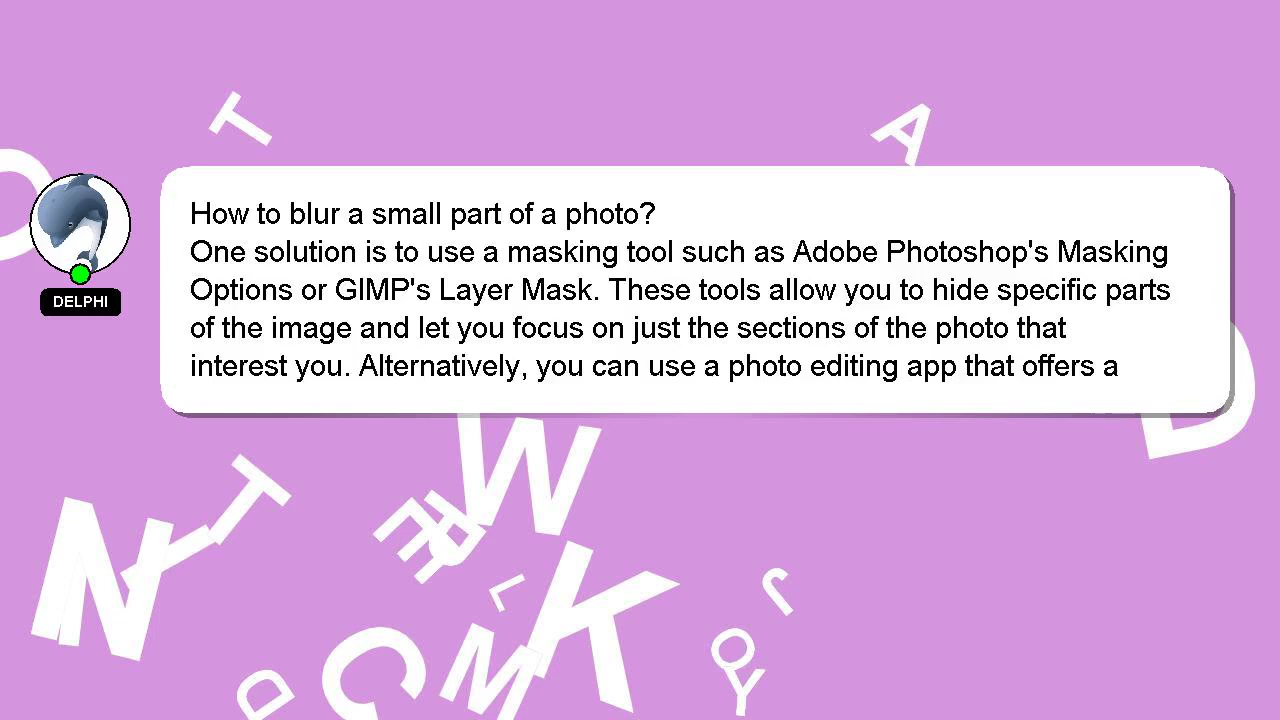 T
A
DELPHI
How to blur a small part of a photo?
One solution is to use a masking tool such as Adobe Photoshop's Masking
Options or GIMP's Layer Mask. These tools allow you to hide specific parts
of the image and let you focus on just the sections of the photo that
interest you. Alternatively, you can use a photo editing app that offers a
D
W
T
N
Y
E
R
L
K
J
O
Y
M
C
D